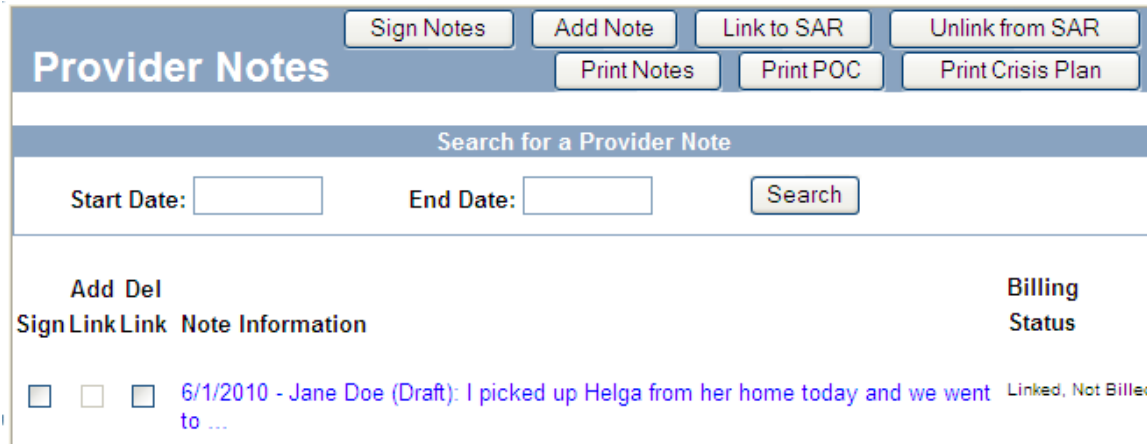 Sign Notes Add Note Link to SAR Unlink from SAR
Provider Notes
Print Notes Print POC Print Crisis Plan
Search for a Provider Note
Start Date: End Date: Search
Add Del
Billing
Sign Link Link Note Information
Status
6/1/2010 - Jane Doe (Draft): I picked up Helga from her home today and we went
Linked, Not Billed
to ...